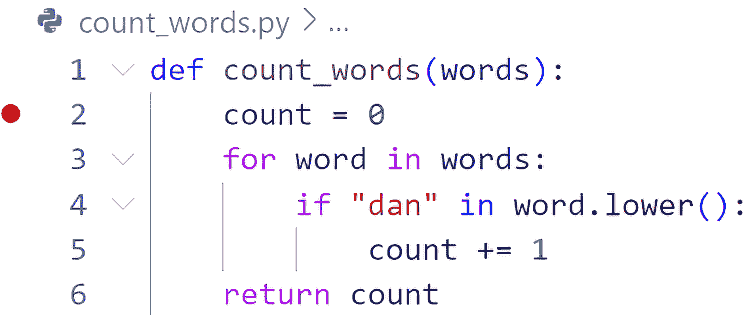 count_words.py > ...
1 def count_words(words):
2 count = 0
3 for word in words:
4 if "dan" in word.lower():
5 count += 1
6 return count